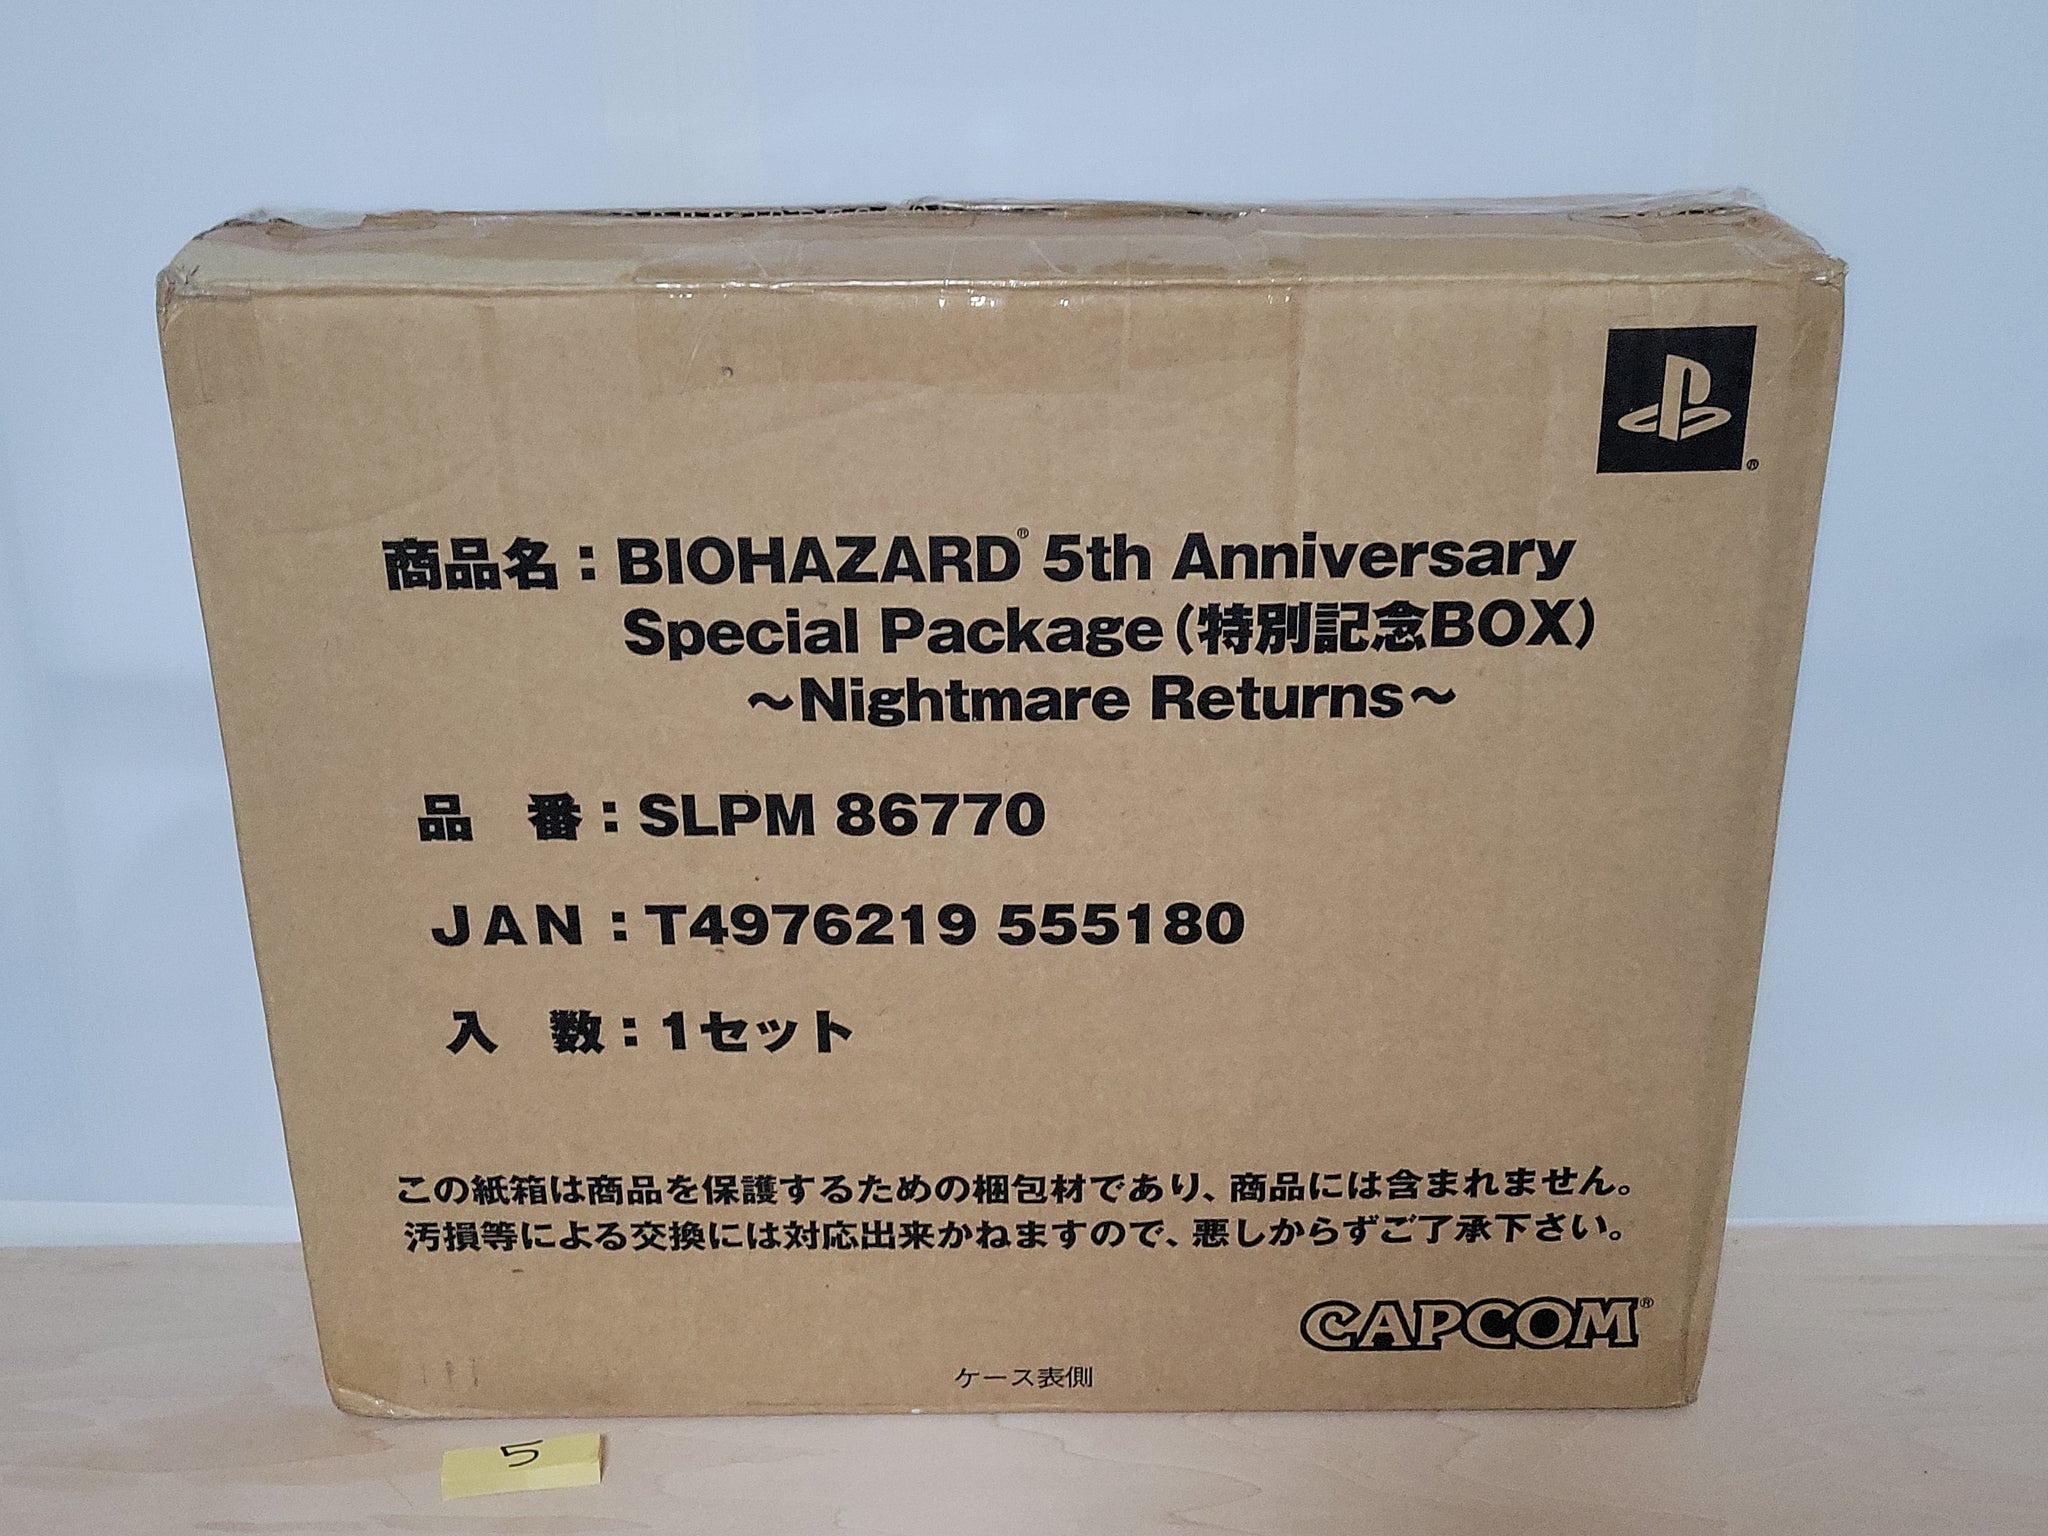 商品名：BIOHAZARD® 5th Anniversary
Special Package（特別記念BOX）
～Nightmare Returns～
品　番：SLPM 86770
JAN：T4976219 555180
入　数：1セット
この紙箱は商品を保護するための梱包材であり、商品には含まれません。
汚損等による交換には対応出来かねますので、悪しからずご了承下さい。
CAPCOM®
ケース表側
5